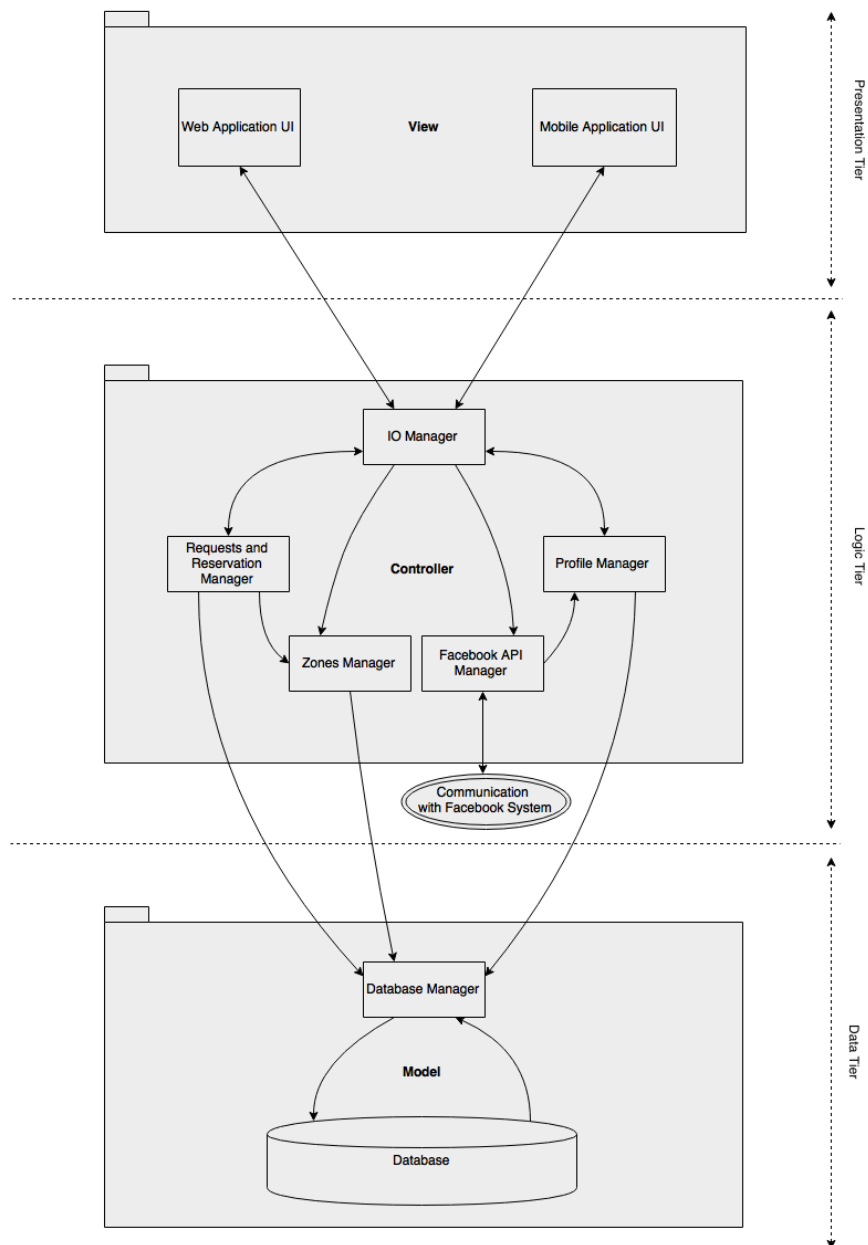 Web Application UI
View
Mobile Application UI
Presentation Tier
IO Manager
Requests and
Reservation
Manager
Controller
Profile Manager
Zones Manager
Facebook API
Manager
Communication
with Facebook System
Logic Tier
Database Manager
Model
Database
Data Tier